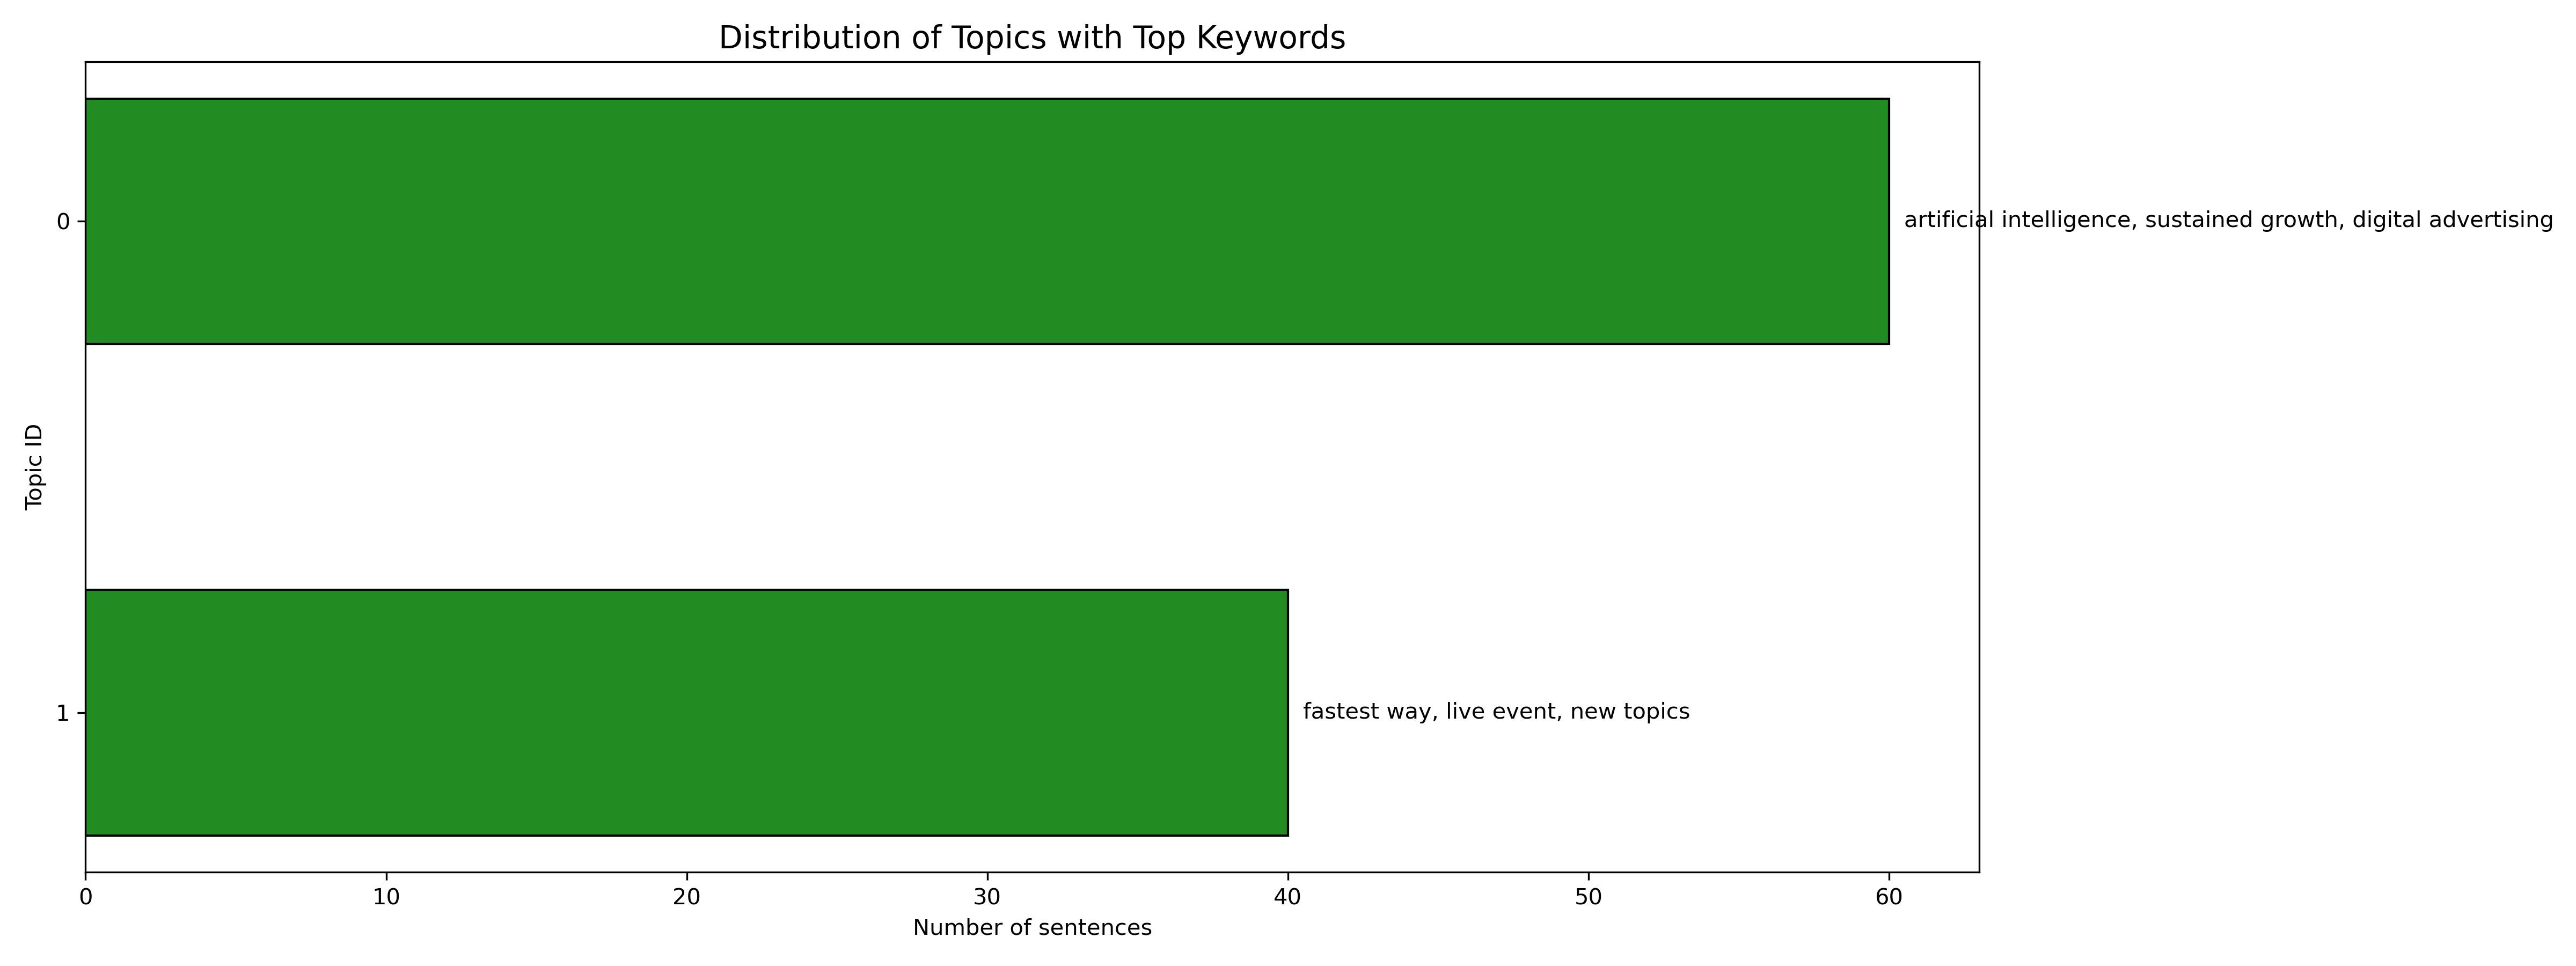 Distribution of Topics with Top Keywords
Topic ID
0
artificial intelligence, sustained growth, digital advertising
1
fastest way, live event, new topics
0 10 20 30 40 50 60
Number of sentences